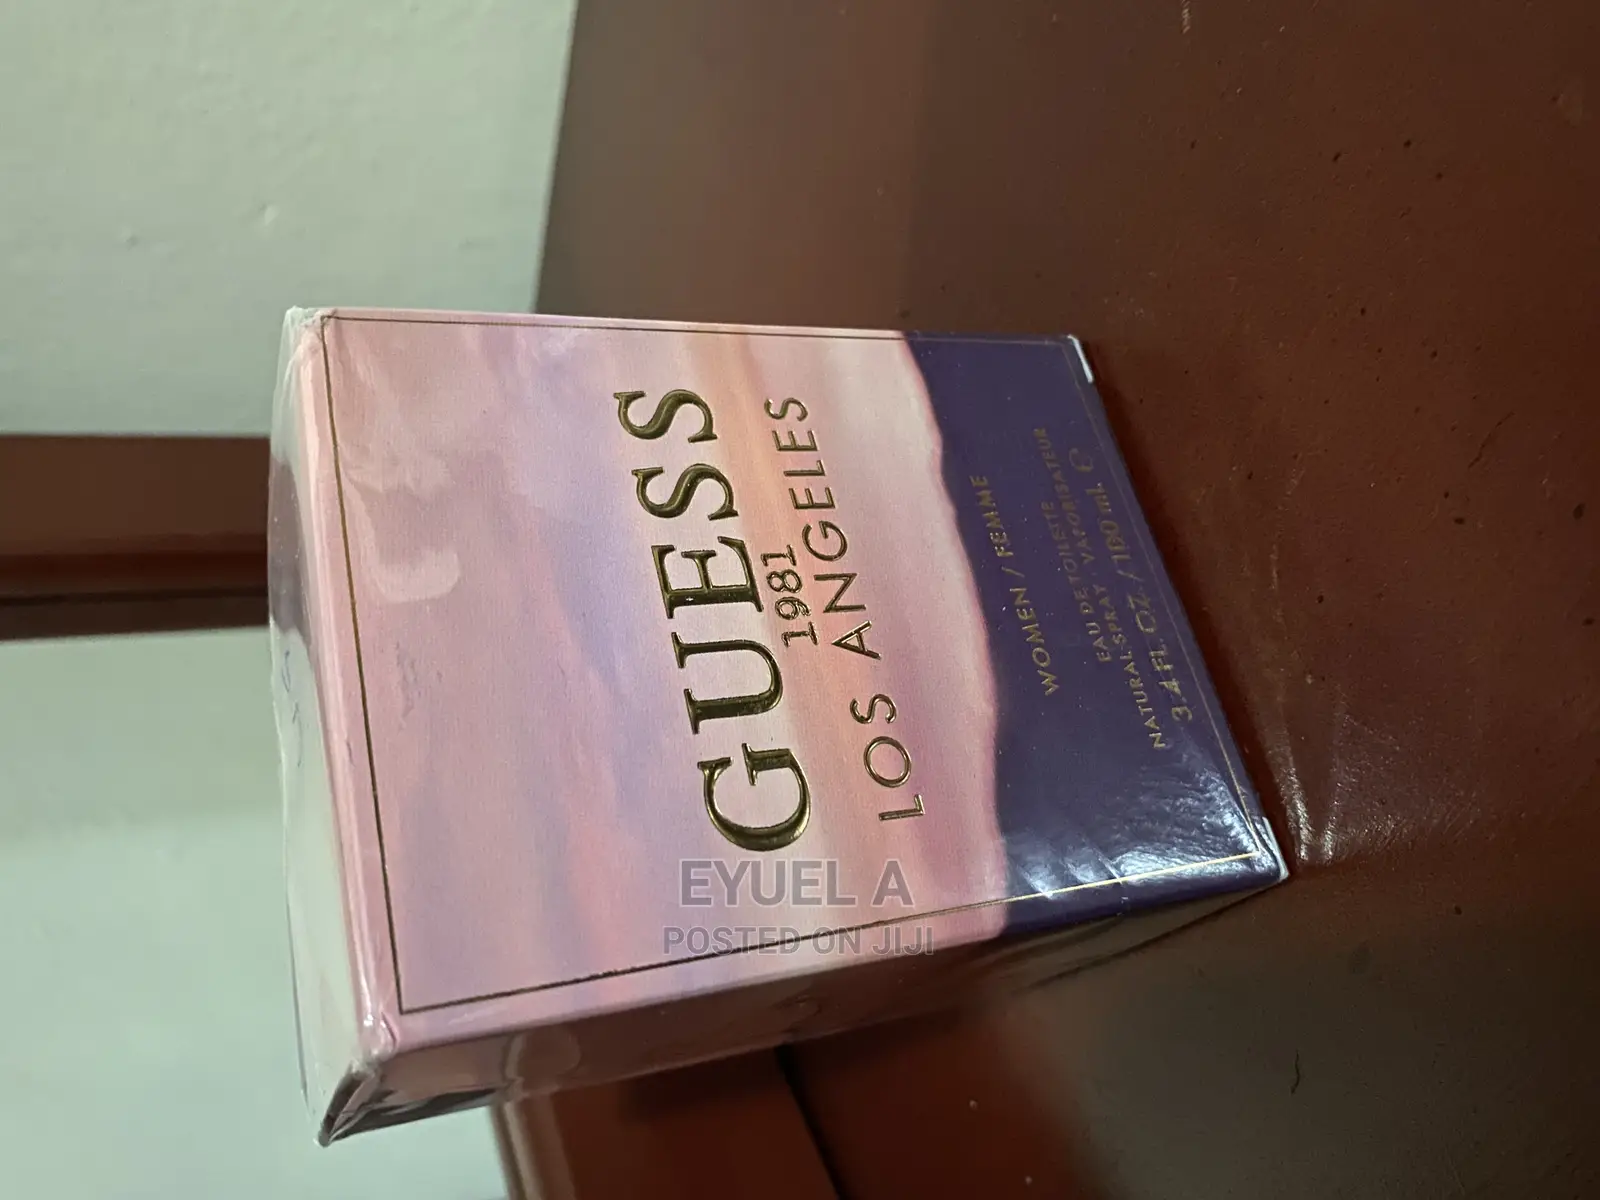 GUESS
1981
LOS ANGELES
WOMEN / FEMME
EAU DE TOILETTE
NATURAL SPRAY VAPORISATEUR
3.4 FL. OZ. / 100 mL ℮
EYUEL A
POSTED ON JIJI